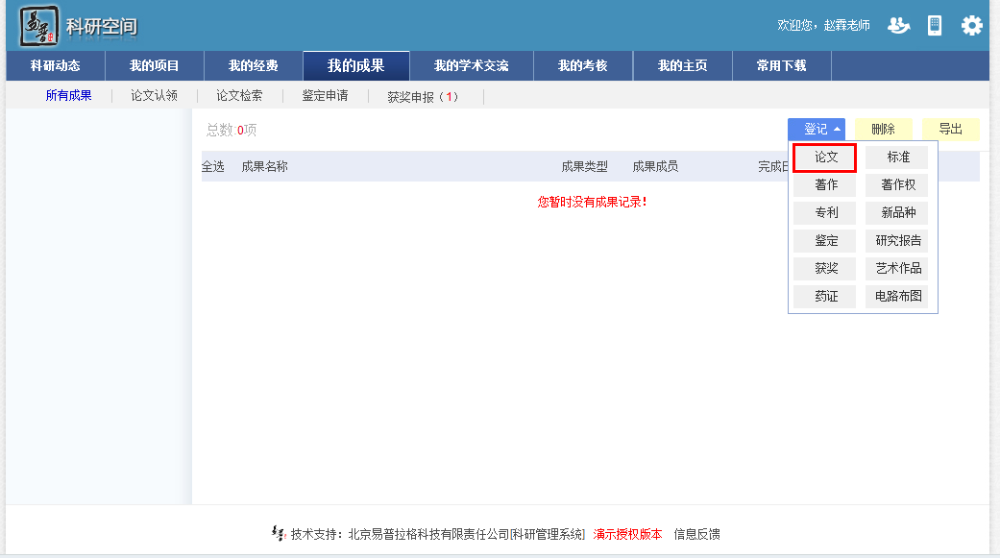 易普 科研空间
欢迎您，赵霖老师
科研动态 我的项目 我的经费 我的成果 我的学术交流 我的考核 我的主页 常用下载
所有成果 论文认领 论文检索 鉴定申请 获奖申报（1）
总数:0项 登记 删除 导出
全选 成果名称 成果类型 成果成员 完成日
论文 标准
著作 著作权
您暂时没有成果记录!
专利 新品种
鉴定 研究报告
获奖 艺术作品
药证 电路布图
技术支持：北京易普拉格科技有限责任公司[科研管理系统] 演示授权版本 信息反馈